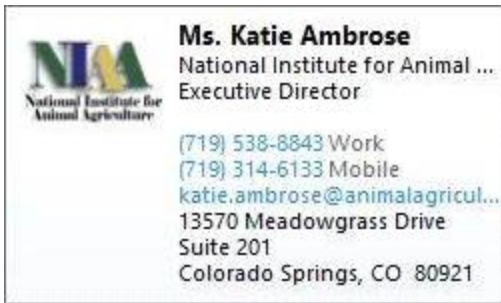 NIAA
National Institute for
Animal Agriculture
Ms. Katie Ambrose
National Institute for Animal ...
Executive Director
(719) 538-8843 Work
(719) 314-6133 Mobile
katie.ambrose@animalagricul...
13570 Meadowgrass Drive
Suite 201
Colorado Springs, CO 80921